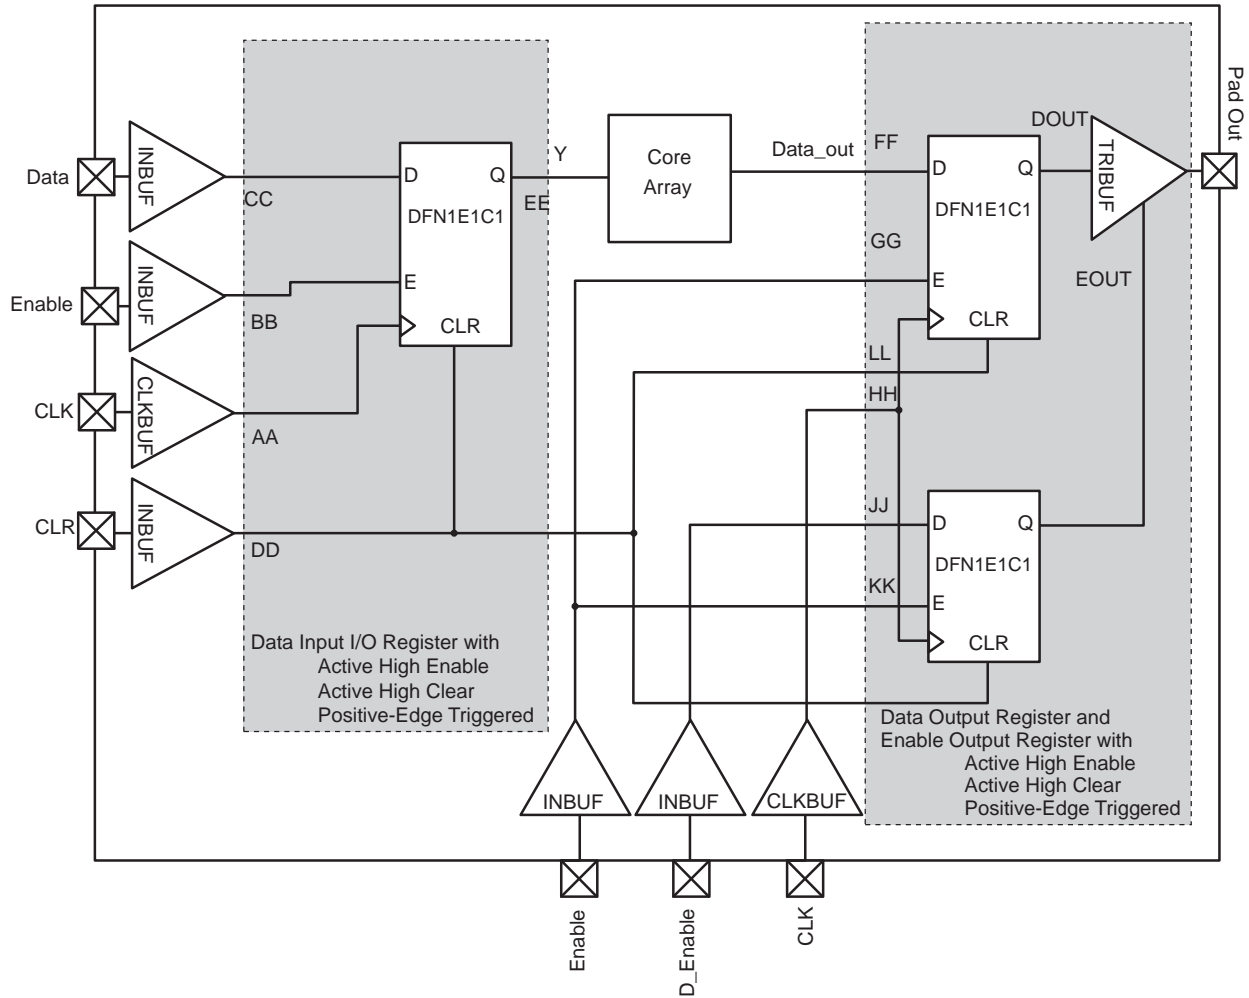 Data
INBUF
CC
D
Q
DFN1E1C1
E
CLR
Y
EE
Core
Array
Data_out
FF
GG
D
Q
DFN1E1C1
E
CLR
DOUT
TRIBUF
EOUT
Pad Out
Enable
INBUF
BB
CLK
CLKBUF
AA
CLR
INBUF
DD
LL
HH
JJ
KK
D
Q
DFN1E1C1
E
CLR
Data Input I/O Register with
Active High Enable
Active High Clear
Positive-Edge Triggered
Data Output Register and
Enable Output Register with
Active High Enable
Active High Clear
Positive-Edge Triggered
INBUF
INBUF
CLKBUF
Enable
D_Enable
CLK